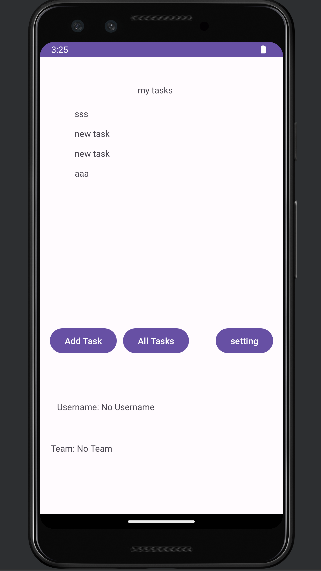 3:25
my tasks
sss
new task
new task
aaa
Add Task All Tasks setting
Username: No Username
Team: No Team